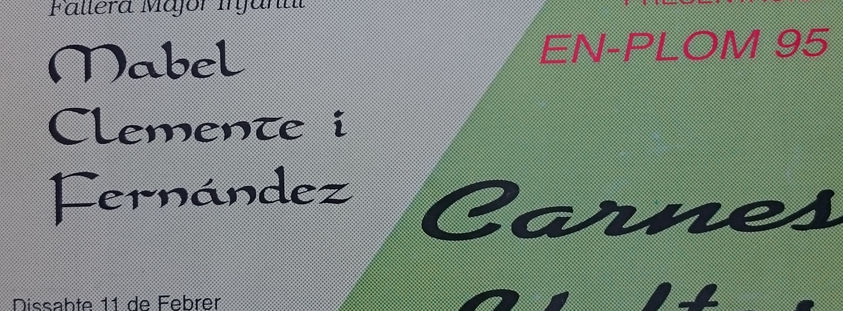 Fallera Major Infantil
Mabel
Clemente i
Fernández
Dissabte 11 de Febrer
EN-PLOM 95
Carnes